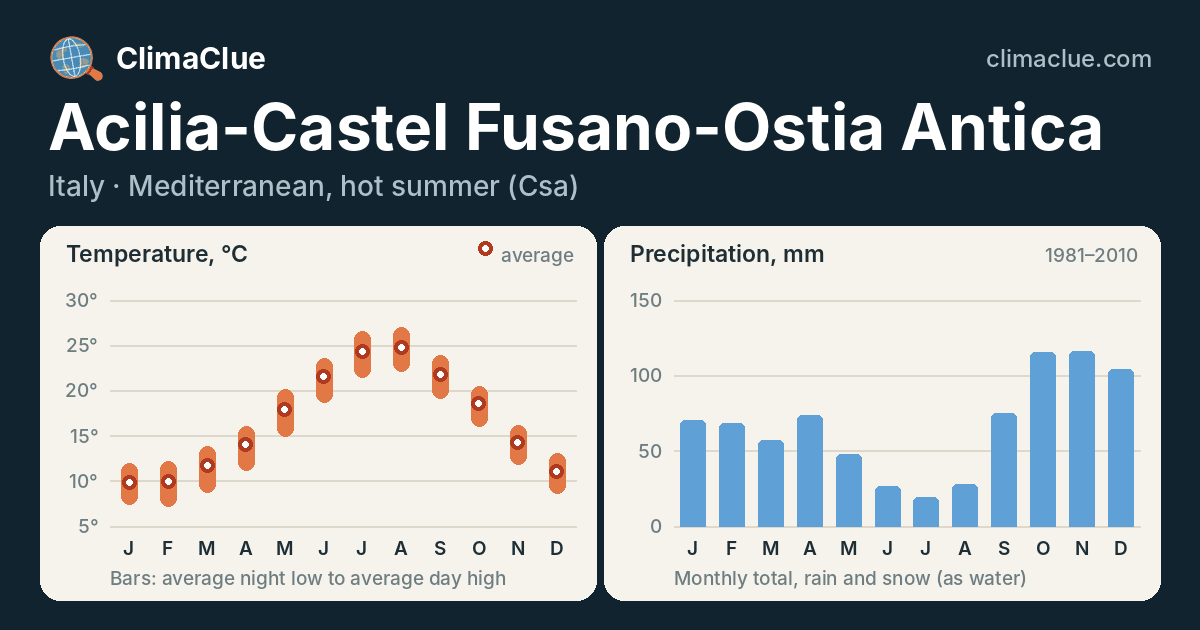 ClimaClue
climaclue.com
Acilia-Castel Fusano-Ostia Antica
Italy · Mediterranean, hot summer (Csa)
Temperature, °C
average
30°
25°
20°
15°
10°
5°
J F M A M J J A S O N D
Bars: average night low to average day high
Precipitation, mm
1981–2010
150
100
50
0
J F M A M J J A S O N D
Monthly total, rain and snow (as water)